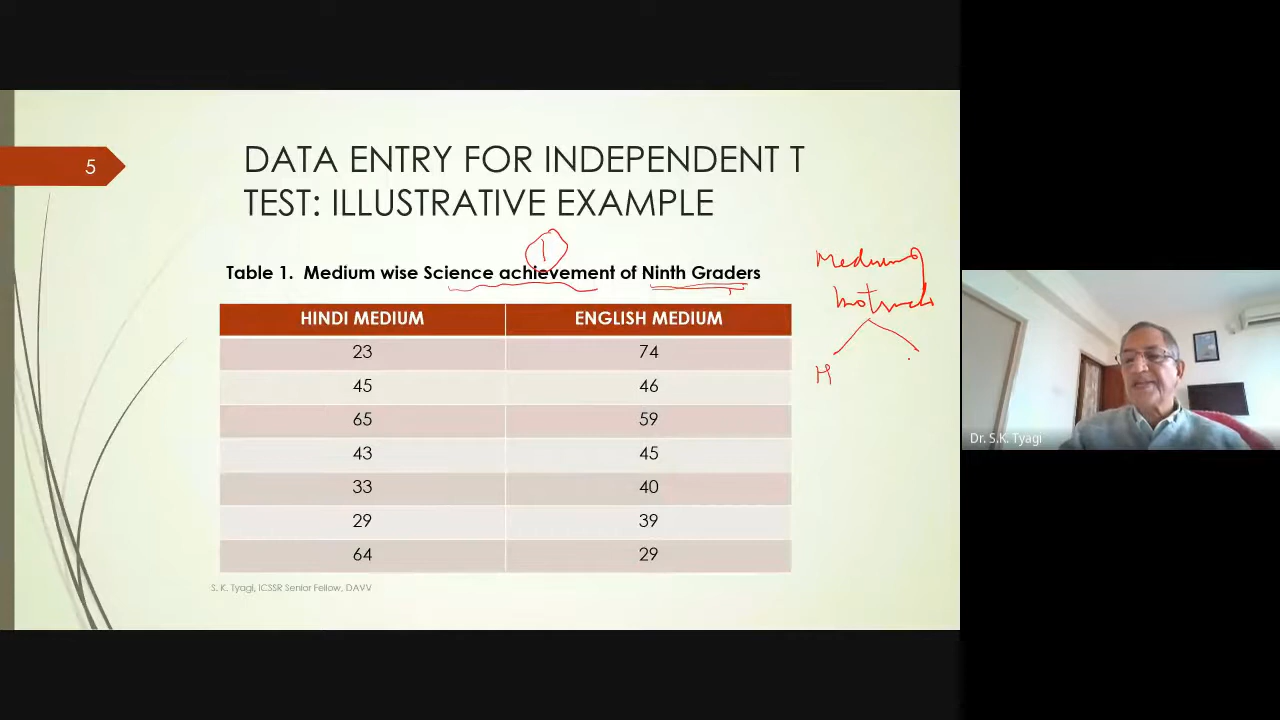 5
DATA ENTRY FOR INDEPENDENT T
TEST: ILLUSTRATIVE EXAMPLE
1
Table 1. Medium wise Science achievement of Ninth Graders
Medium of
HINDI MEDIUM ENGLISH MEDIUM
23 74
45 46
65 59
43 45
33 40
29 39
64 29
H
Dr. S.K. Tyagi
S. K. Tyagi, ICSSR Senior Fellow, DAVV